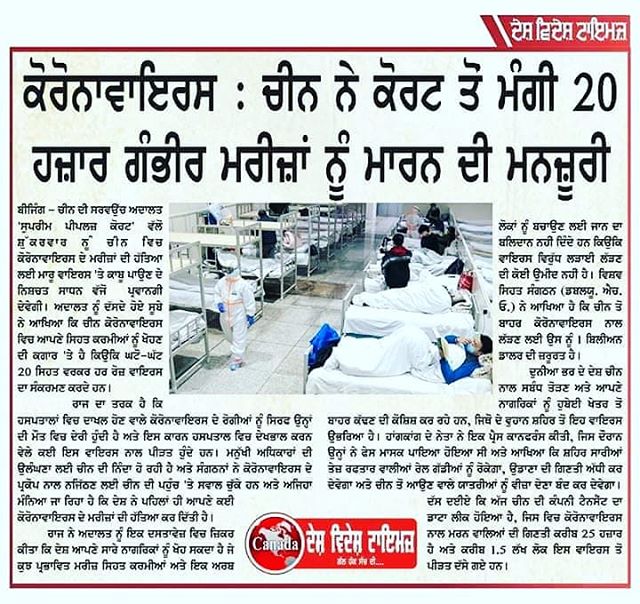 ਦੇਸ਼ ਵਿਦੇਸ਼ ਟਾਇਮਜ਼
ਕੋਰੋਨਾਵਾਇਰਸ : ਚੀਨ ਨੇ ਕੋਰਟ ਤੋਂ ਮੰਗੀ 20
ਹਜ਼ਾਰ ਗੰਭੀਰ ਮਰੀਜ਼ਾਂ ਨੂੰ ਮਾਰਨ ਦੀ ਮਨਜ਼ੂਰੀ
ਬੀਜਿੰਗ – ਚੀਨ ਦੀ ਸਰਵਉੱਚ ਅਦਾਲਤ
'ਸੁਪਰੀਮ ਪੀਪਲਜ਼ ਕੋਰਟ' ਵੱਲੋਂ
ਸ਼ੁੱਕਰਵਾਰ ਨੂੰ ਚੀਨ ਵਿਚ
ਕੋਰੋਨਾਵਾਇਰਸ ਦੇ ਮਰੀਜ਼ਾਂ ਦੀ ਹੱਤਿਆ
ਲਈ ਮਾਰੂ ਵਾਇਰਸ 'ਤੇ ਕਾਬੂ ਪਾਉਣ ਦੇ
ਨਿਸ਼ਚਤ ਸਾਧਨ ਵੱਜੋਂ ਪ੍ਰਵਾਨਗੀ
ਦੇਵੇਗੀ। ਅਦਾਲਤ ਨੂੰ ਦੱਸਦੇ ਹੋਏ ਸੂਬੇ
ਨੇ ਆਖਿਆ ਕਿ ਚੀਨ ਕੋਰੋਨਾਵਾਇਰਸ
ਵਿਚ ਆਪਣੇ ਸਿਹਤ ਕਰਮੀਆਂ ਨੂੰ ਖੋਹਣ
ਦੀ ਕਗਾਰ 'ਤੇ ਹੈ ਕਿਉਂਕਿ ਘਟੋ-ਘੱਟ
20 ਸਿਹਤ ਵਰਕਰ ਹਰ ਰੋਜ਼ ਵਾਇਰਸ
ਦਾ ਸੰਕਰਮਣ ਕਰਦੇ ਹਨ।
ਰਾਜ ਦਾ ਤਰਕ ਹੈ ਕਿ
ਹਸਪਤਾਲਾਂ ਵਿਚ ਦਾਖਲ ਹੋਣ ਵਾਲੇ ਕੋਰੋਨਾਵਾਇਰਸ ਦੇ ਰੋਗੀਆਂ ਨੂੰ ਸਿਰਫ ਉਨ੍ਹਾਂ
ਦੀ ਮੌਤ ਵਿਚ ਦੇਰੀ ਹੁੰਦੀ ਹੈ ਅਤੇ ਇਸ ਕਾਰਨ ਹਸਪਤਾਲ ਵਿਚ ਦੇਖਭਾਲ ਕਰਨ
ਵੇਲੇ ਕਈ ਇਸ ਵਾਇਰਸ ਨਾਲ ਪੀੜਤ ਹੁੰਦੇ ਹਨ। ਮਨੁੱਖੀ ਅਧਿਕਾਰਾਂ ਦੀ
ਉਲੰਘਣਾ ਲਈ ਚੀਨ ਦੀ ਨਿੰਦਾ ਹੋ ਰਹੀ ਹੈ ਅਤੇ ਸੰਗਠਨਾਂ ਨੇ ਕੋਰੋਨਾਵਾਇਰਸ ਦੇ
ਪ੍ਰਕੋਪ ਨਾਲ ਨਜਿੱਠਣ ਲਈ ਚੀਨ ਦੀ ਪਹੁੰਚ 'ਤੇ ਸਵਾਲ ਚੁੱਕੇ ਹਨ ਅਤੇ ਅਜਿਹਾ
ਮੰਨਿਆ ਜਾ ਰਿਹਾ ਹੈ ਕਿ ਦੇਸ਼ ਨੇ ਪਹਿਲਾਂ ਹੀ ਆਪਣੇ ਕਈ
ਕੋਰੋਨਾਵਾਇਰਸ ਦੇ ਮਰੀਜ਼ਾਂ ਦੀ ਹੱਤਿਆ ਕਰ ਦਿੱਤੀ ਹੈ।
ਰਾਜ ਨੇ ਅਦਾਲਤ ਨੂੰ ਇਕ ਦਸਤਾਵੇਜ਼ ਵਿਚ ਜ਼ਿਕਰ
ਕੀਤਾ ਕਿ ਦੇਸ਼ ਆਪਣੇ ਸਾਰੇ ਨਾਗਰਿਕਾਂ ਨੂੰ ਖੋਹ ਸਕਦਾ ਹੈ ਜੇ
ਕੁਝ ਪ੍ਰਭਾਵਿਤ ਮਰੀਜ਼ ਸਿਹਤ ਕਰਮੀਆਂ ਅਤੇ ਇਕ ਅਰਬ
ਲੋਕਾਂ ਨੂੰ ਬਚਾਉਣ ਲਈ ਜਾਨ ਦਾ
ਬਲਿਦਾਨ ਨਹੀਂ ਦਿੰਦੇ ਹਨ ਕਿਉਂਕਿ
ਵਾਇਰਸ ਵਿਰੁੱਧ ਲੜਾਈ ਲੱੜਣ
ਦੀ ਕੋਈ ਉਮੀਦ ਨਹੀਂ ਹੈ। ਵਿਸ਼ਵ
ਸਿਹਤ ਸੰਗਠਨ (ਡਬਲਯੂ. ਐੱਚ.
ਓ.) ਨੇ ਆਖਿਆ ਹੈ ਕਿ ਚੀਨ ਤੋਂ
ਬਾਹਰ ਕੋਰੋਨਾਵਾਇਰਸ ਨਾਲ
ਲੜਣ ਲਈ ਉਸ ਨੂੰ 1 ਬਿਲੀਅਨ
ਡਾਲਰ ਦੀ ਜ਼ਰੂਰਤ ਹੈ।
ਦੁਨੀਆ ਭਰ ਦੇ ਦੇਸ਼ ਚੀਨ
ਨਾਲ ਸਬੰਧ ਤੋੜਣ ਅਤੇ ਆਪਣੇ
ਨਾਗਰਿਕਾਂ ਨੂੰ ਹੁਬੇਈ ਖੇਤਰ ਤੋਂ
ਬਾਹਰ ਕੱਢਣ ਦੀ ਕੋਸ਼ਿਸ਼ ਕਰ ਰਹੇ ਹਨ, ਜਿਥੋਂ ਦੇ ਵੁਹਾਨ ਸ਼ਹਿਰ ਤੋਂ ਇਹ ਵਾਇਰਸ
ਉਭਰਿਆ ਹੈ। ਹਾਂਗਕਾਂਗ ਦੇ ਨੇਤਾ ਨੇ ਇਕ ਪ੍ਰੈਸ ਕਾਨਫਰੰਸ ਕੀਤੀ, ਜਿਸ ਦੌਰਾਨ
ਉਨ੍ਹਾਂ ਨੇ ਫੇਸ ਮਾਸਕ ਪਾਇਆ ਹੋਇਆ ਸੀ ਅਤੇ ਆਖਿਆ ਕਿ ਸ਼ਹਿਰ ਸਾਰੀਆਂ
ਤੇਜ਼ ਰਫਤਾਰ ਵਾਲੀਆਂ ਰੇਲ ਗੱਡੀਆਂ ਨੂੰ ਰੋਕੇਗਾ, ਉਡਾਣਾ ਦੀ ਗਿਣਤੀ ਅੱਧੀ ਕਰ
ਦੇਵੇਗਾ ਅਤੇ ਚੀਨ ਤੋਂ ਆਉਣ ਵਾਲੇ ਯਾਤਰੀਆਂ ਨੂੰ ਵੀਜ਼ਾ ਦੇਣਾ ਬੰਦ ਕਰ ਦੇਵੇਗਾ।
ਦੱਸ ਦਈਏ ਕਿ ਅੱਜ ਚੀਨ ਦੀ ਕੰਪਨੀ ਟੈਨਸੈਂਟ ਦਾ
ਡਾਟਾ ਲੀਕ ਹੋਇਆ ਹੈ, ਜਿਸ ਵਿਚ ਕੋਰੋਨਾਵਾਇਰਸ
ਨਾਲ ਮਰਨ ਵਾਲਿਆਂ ਦੀ ਗਿਣਤੀ ਕਰੀਬ 25 ਹਜ਼ਾਰ
ਹੈ ਅਤੇ ਕਰੀਬ 1.5 ਲੱਖ ਲੋਕ ਇਸ ਵਾਇਰਸ ਤੋਂ
ਪੀੜਤ ਦੱਸੇ ਗਏ ਹਨ।
Canada
ਦੇਸ਼ ਵਿਦੇਸ਼ ਟਾਇਮਜ਼
ਗੱਲ ਹੱਕ ਸੱਚ ਦੀ....